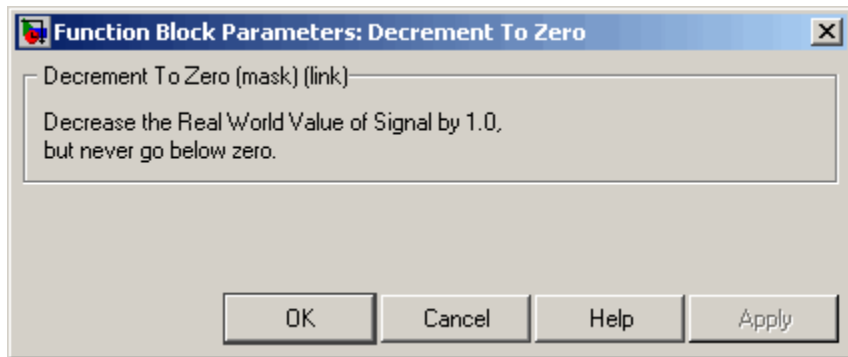 Function Block Parameters: Decrement To Zero
Decrement To Zero (mask) (link)
Decrease the Real World Value of Signal by 1.0,
but never go below zero.
OK Cancel Help Apply